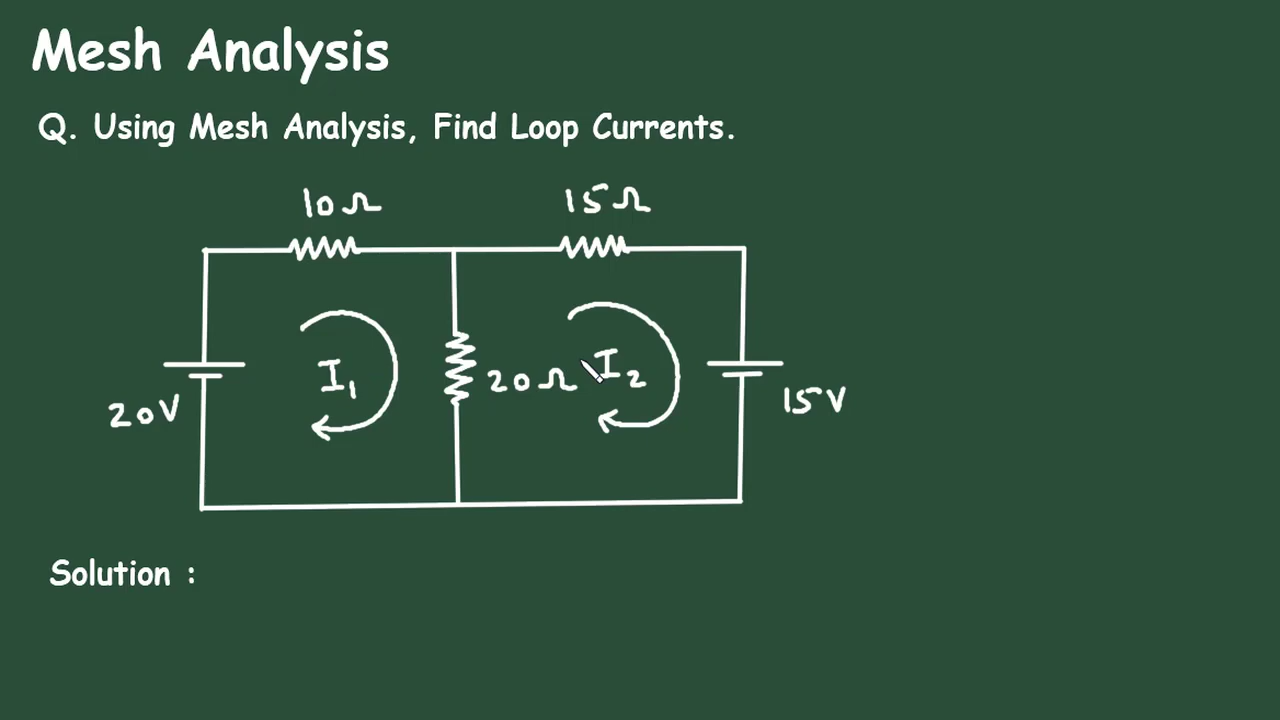 Mesh Analysis
Q. Using Mesh Analysis, Find Loop Currents.
10Ω 15Ω
I₁ 20Ω I₂
20V 15V
Solution :